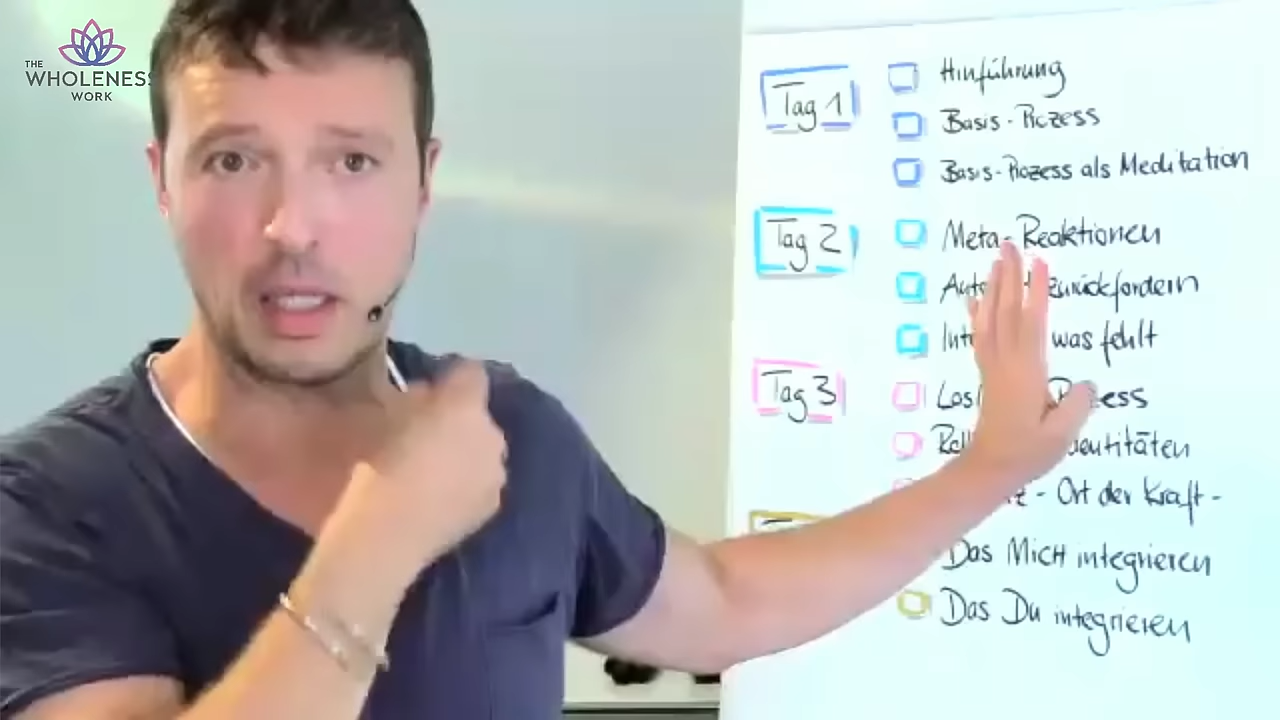 THE
WHOLENESS
WORK
Tag 1
Hinführung
Basis-Prozess
Basis-Prozess als Meditation
Tag 2
Meta-Reaktionen
zurückfordern
was fehlt
Tag 3
- Ort der Kraft -
Das MICH integrieren
Das Du integrieren